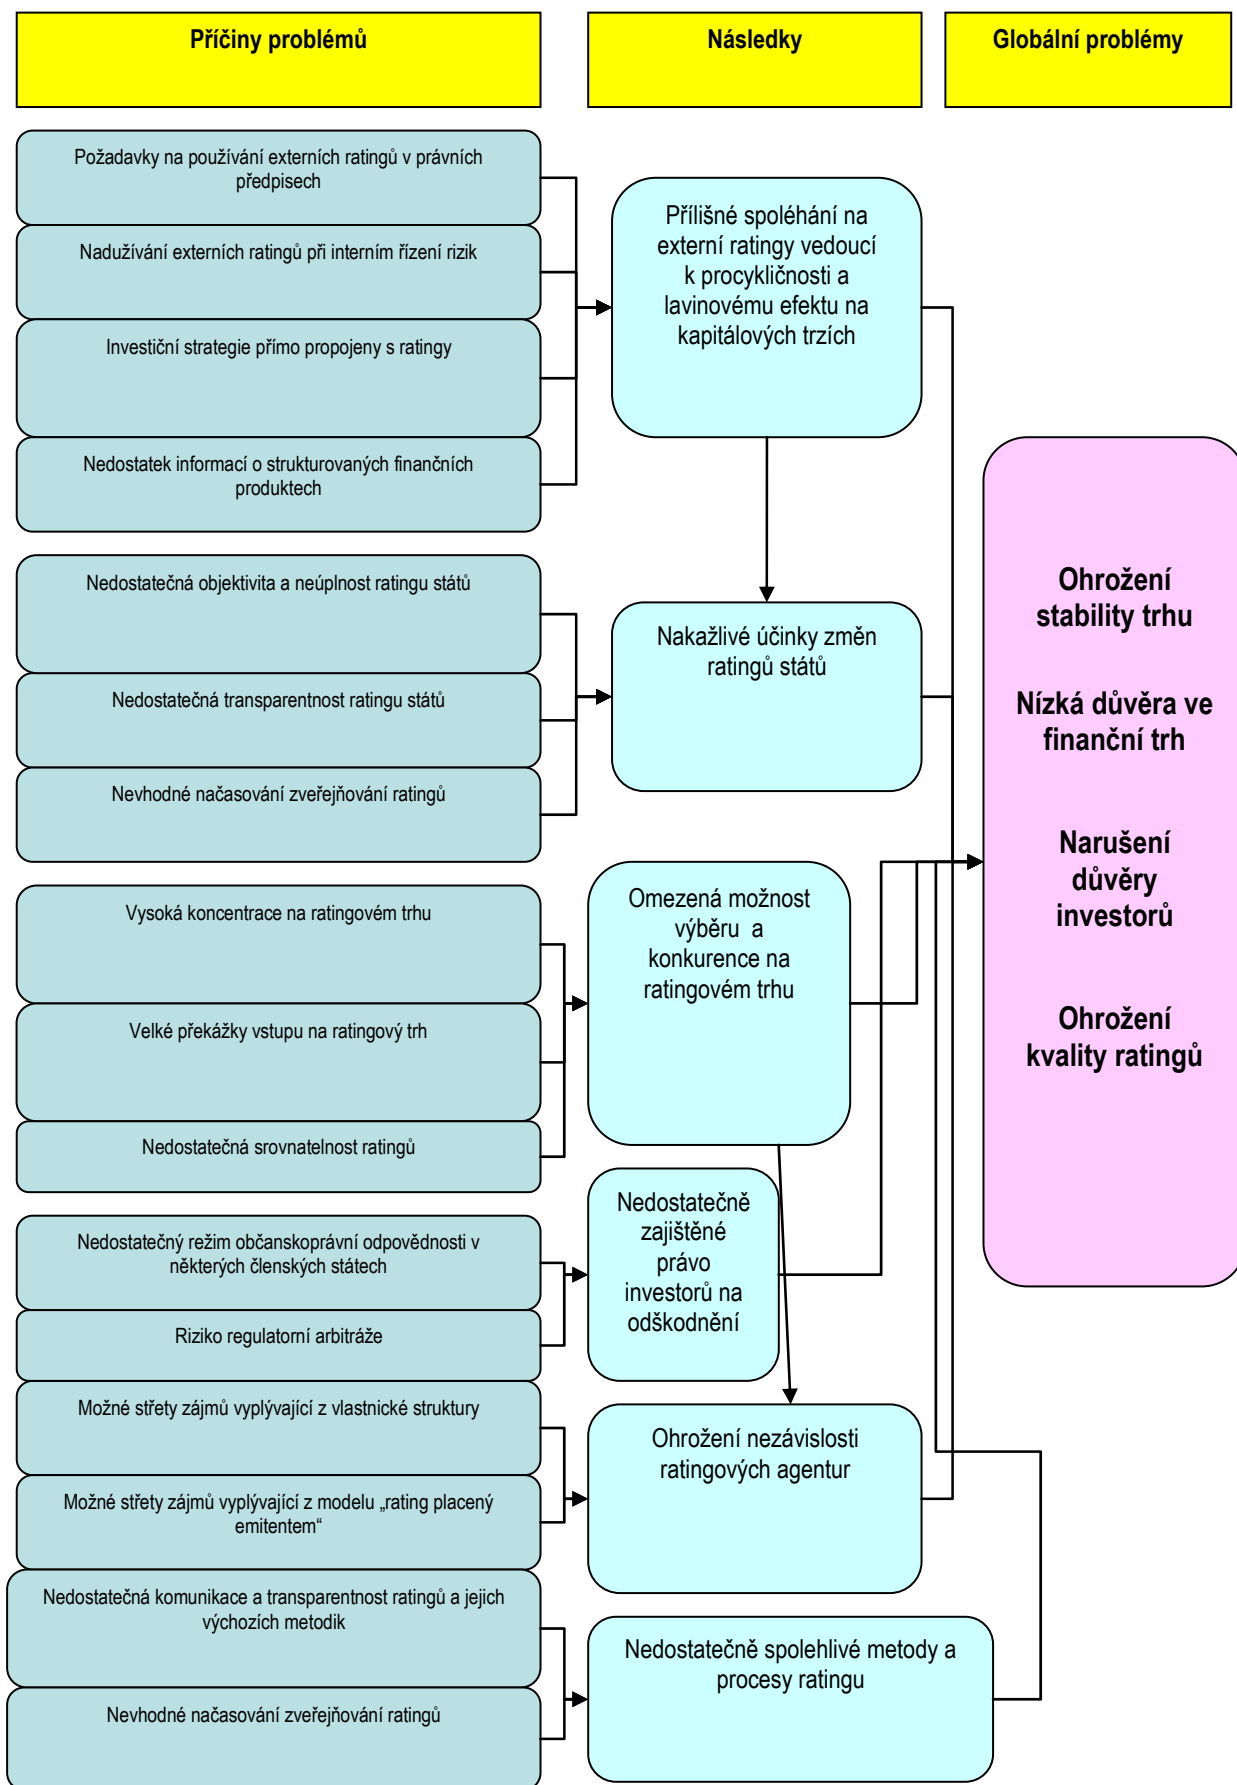 Příčiny problémů
Následky
Globální problémy
Požadavky na používání externích ratingů v právních
předpisech
Nadužívání externích ratingů při interním řízení rizik
Investiční strategie přímo propojeny s ratingy
Nedostatek informací o strukturovaných finančních
produktech
Přílišné spoléhání na
externí ratingy vedoucí
k procykličnosti a
lavinovému efektu na
kapitálových trzích
Nedostatečná objektivita a neúplnost ratingu států
Nedostatečná transparentnost ratingu států
Nevhodné načasování zveřejňování ratingů
Nakažlivé účinky změn
ratingů států
Vysoká koncentrace na ratingovém trhu
Velké překážky vstupu na ratingový trh
Nedostatečná srovnatelnost ratingů
Omezená možnost
výběru a
konkurence na
ratingovém trhu
Nedostatečný režim občanskoprávní odpovědnosti v
některých členských státech
Riziko regulatorní arbitráže
Nedostatečně
zajištěné
právo
investorů na
odškodnění
Možné střety zájmů vyplývající z vlastnické struktury
Možné střety zájmů vyplývající z modelu „rating placený
emitentem“
Ohrožení nezávislosti
ratingových agentur
Nedostatečná komunikace a transparentnost ratingů a jejich
výchozích metodik
Nevhodné načasování zveřejňování ratingů
Nedostatečně spolehlivé metody a
procesy ratingu
Ohrožení
stability trhu
Nízká důvěra ve
finanční trh
Narušení
důvěry
investorů
Ohrožení
kvality ratingů